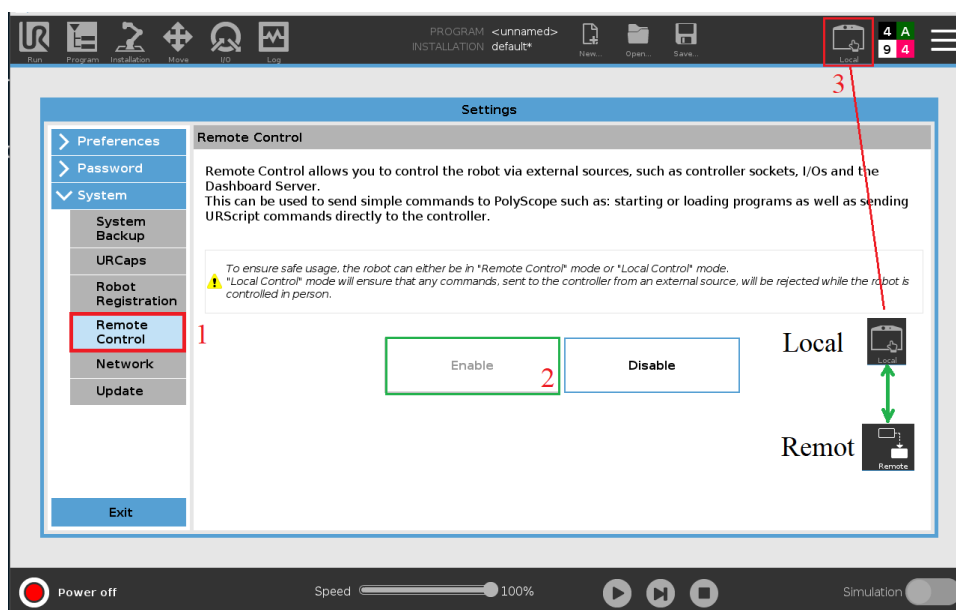 PROGRAM <unnamed>
INSTALLATION default*
Run Program Installation Move I/O Log New... Open... Save... Local
4 A
9 4
3
Settings
Preferences
Password
System
System
Backup
URCaps
Robot
Registration
Remote
Control
1
Network
Update
Exit
Remote Control
Remote Control allows you to control the robot via external sources, such as controller sockets, I/Os and the
Dashboard Server.
This can be used to send simple commands to PolyScope such as: starting or loading programs as well as sending
URScript commands directly to the controller.
To ensure safe usage, the robot can either be in "Remote Control" mode or "Local Control" mode.
"Local Control" mode will ensure that any commands, sent to the controller from an external source, will be rejected while the robot is
controlled in person.
Enable
2
Disable
Local
Local
Remot
Remote
Power off
Speed 100%
Simulation